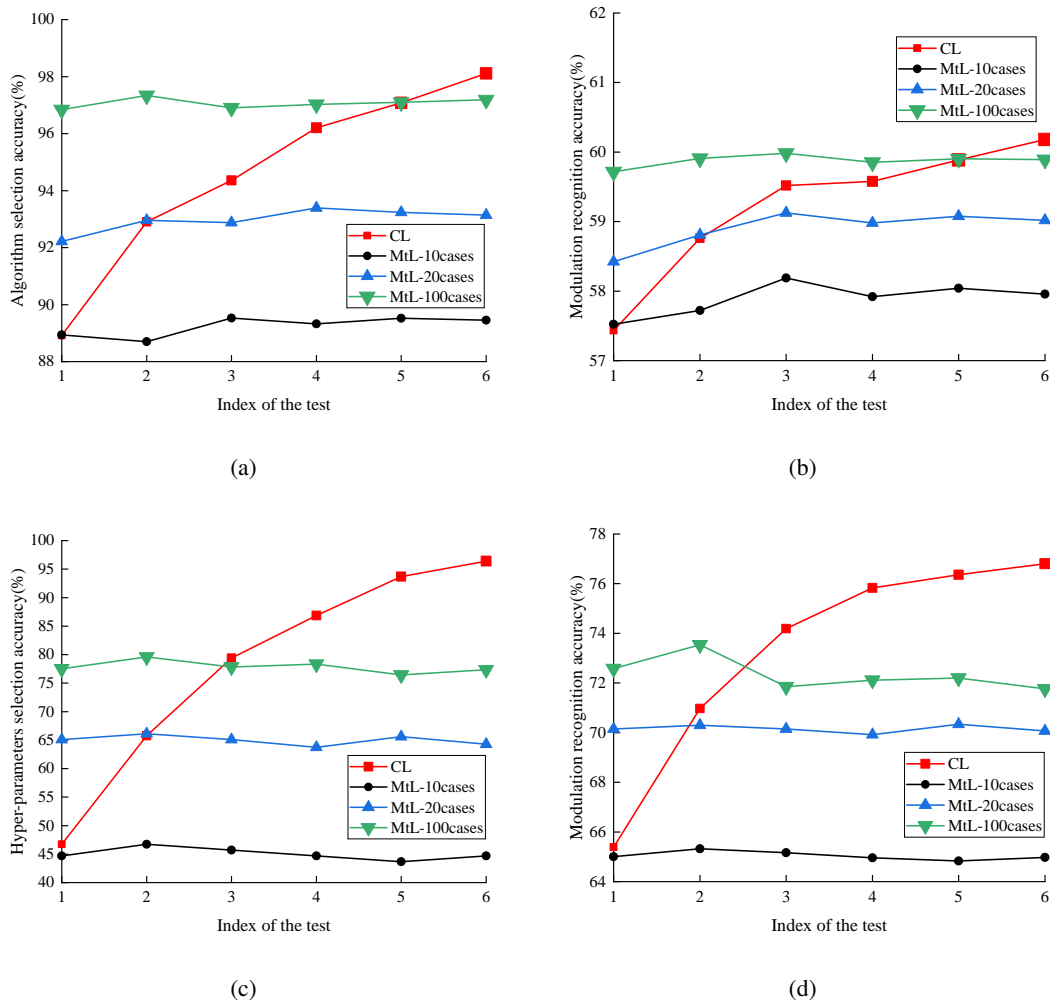 100
98
96
94
92
90
88
Algorithm selection accuracy(%)
CL
MtL-10cases
MtL-20cases
MtL-100cases
1 2 3 4 5 6
Index of the test
(a)
62
61
60
59
58
57
Modulation recognition accuracy(%)
CL
MtL-10cases
MtL-20cases
MtL-100cases
1 2 3 4 5 6
Index of the test
(b)
100
95
90
85
80
75
70
65
60
55
50
45
40
Hyper-parameters selection accuracy(%)
CL
MtL-10cases
MtL-20cases
MtL-100cases
1 2 3 4 5 6
Index of the test
(c)
78
76
74
72
70
68
66
64
Modulation recognition accuracy(%)
CL
MtL-10cases
MtL-20cases
MtL-100cases
1 2 3 4 5 6
Index of the test
(d)